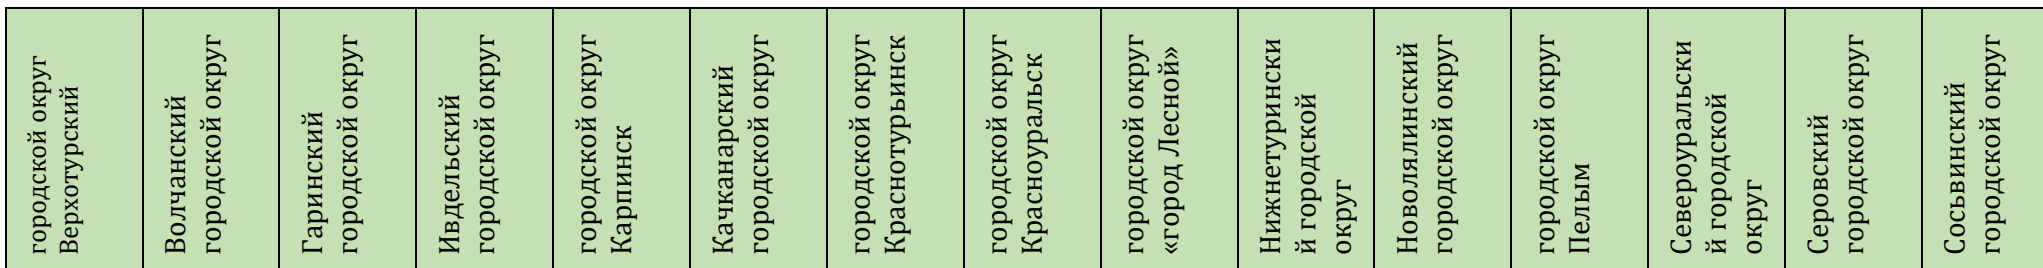 городской округ
Верхотурский
Волчанский
городской округ
Гаринский
городской округ
Ивдельский
городской округ
городской округ
Карпинск
Качканарский
городской округ
городской округ
Краснотурьинск
городской округ
Красноуральск
городской округ
«город Лесной»
Нижнетурински
й городской
округ
Новолялинский
городской округ
городской округ
Пелым
Североуральски
й городской
округ
Серовский
городской округ
Сосьвинский
городской округ